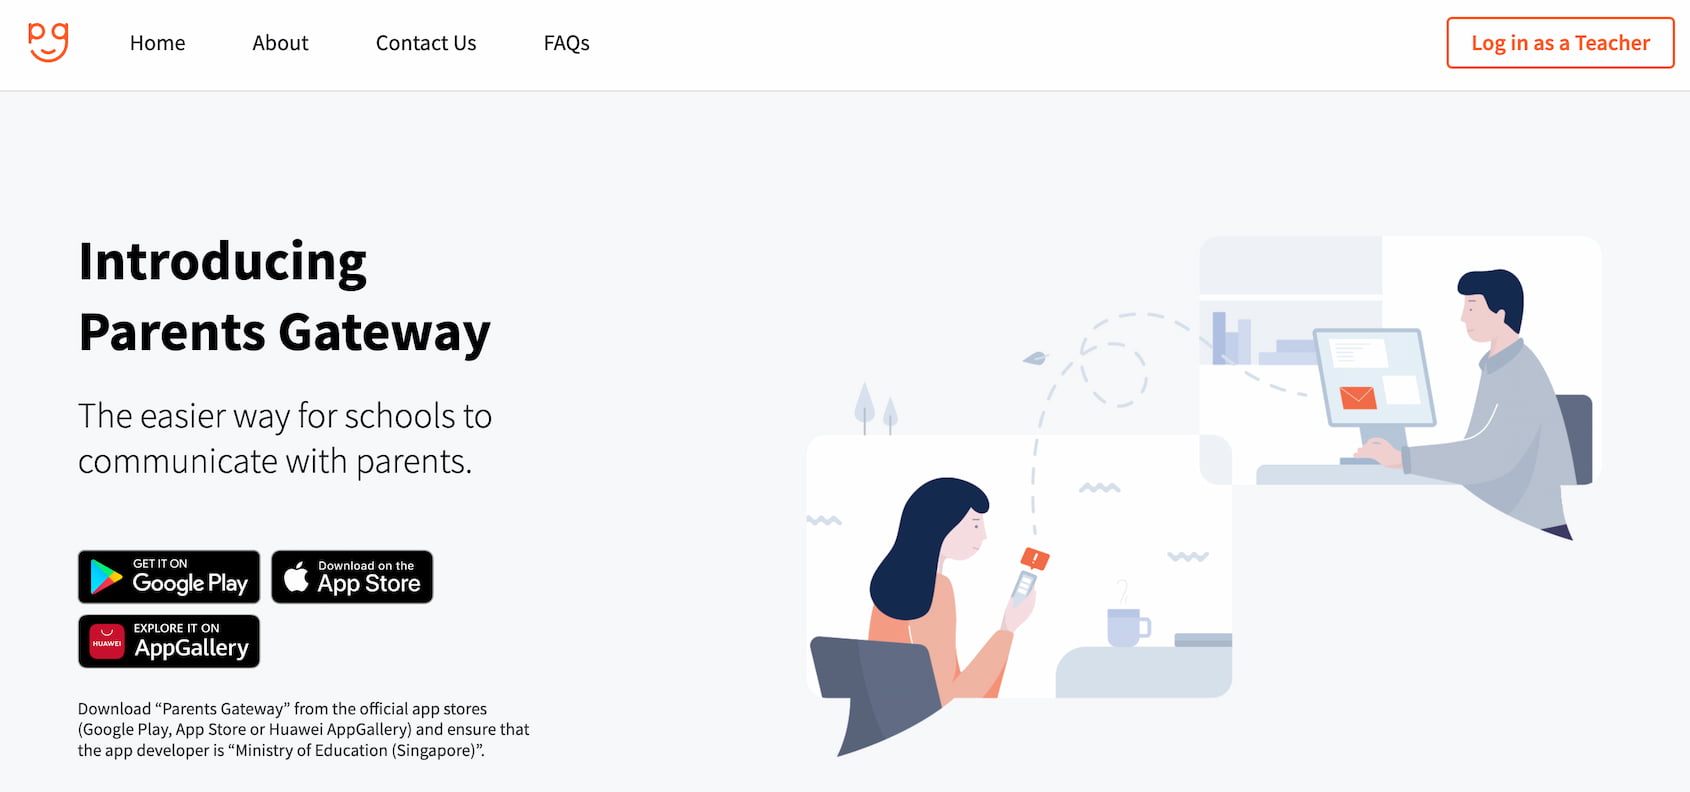 pg
Home
About
Contact Us
FAQs
Log in as a Teacher
Introducing
Parents Gateway
The easier way for schools to
communicate with parents.
GET IT ON
Google Play
Download on the
App Store
HUAWEI
EXPLORE IT ON
AppGallery
Download “Parents Gateway” from the official app stores
(Google Play, App Store or Huawei AppGallery) and ensure that
the app developer is “Ministry of Education (Singapore)”.
!